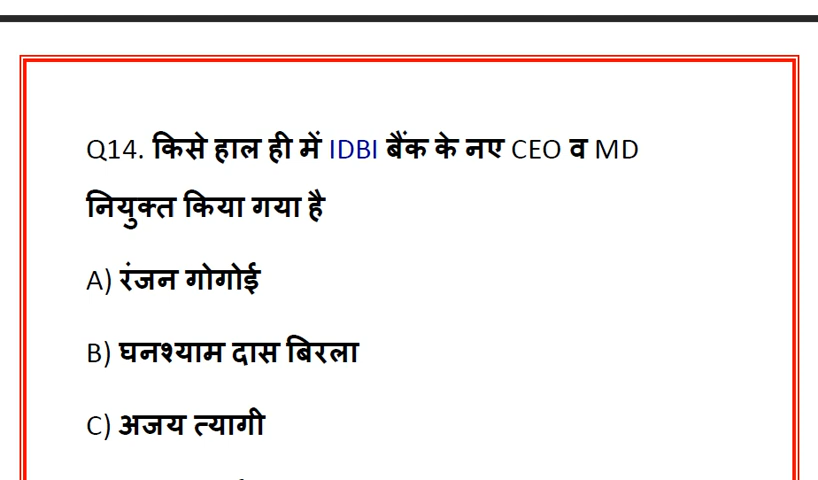 Q14. किसे हाल ही में IDBI बैंक के नए CEO व MD
नियुक्त किया गया है
A) रंजन गोगोई
B) घनश्याम दास बिरला
C) अजय त्यागी